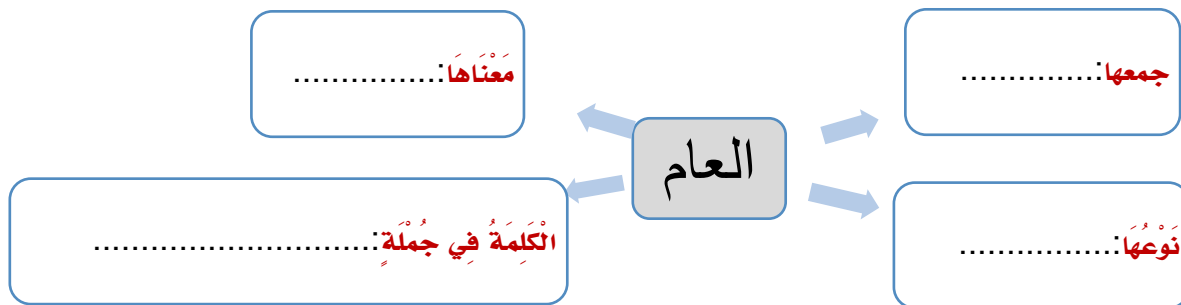 جمعها:..............
مَعْنَاهَا:...............
العام
نَوْعُهَا:................
الْكَلِمَةُ فِي جُمْلَةٍ:.............................